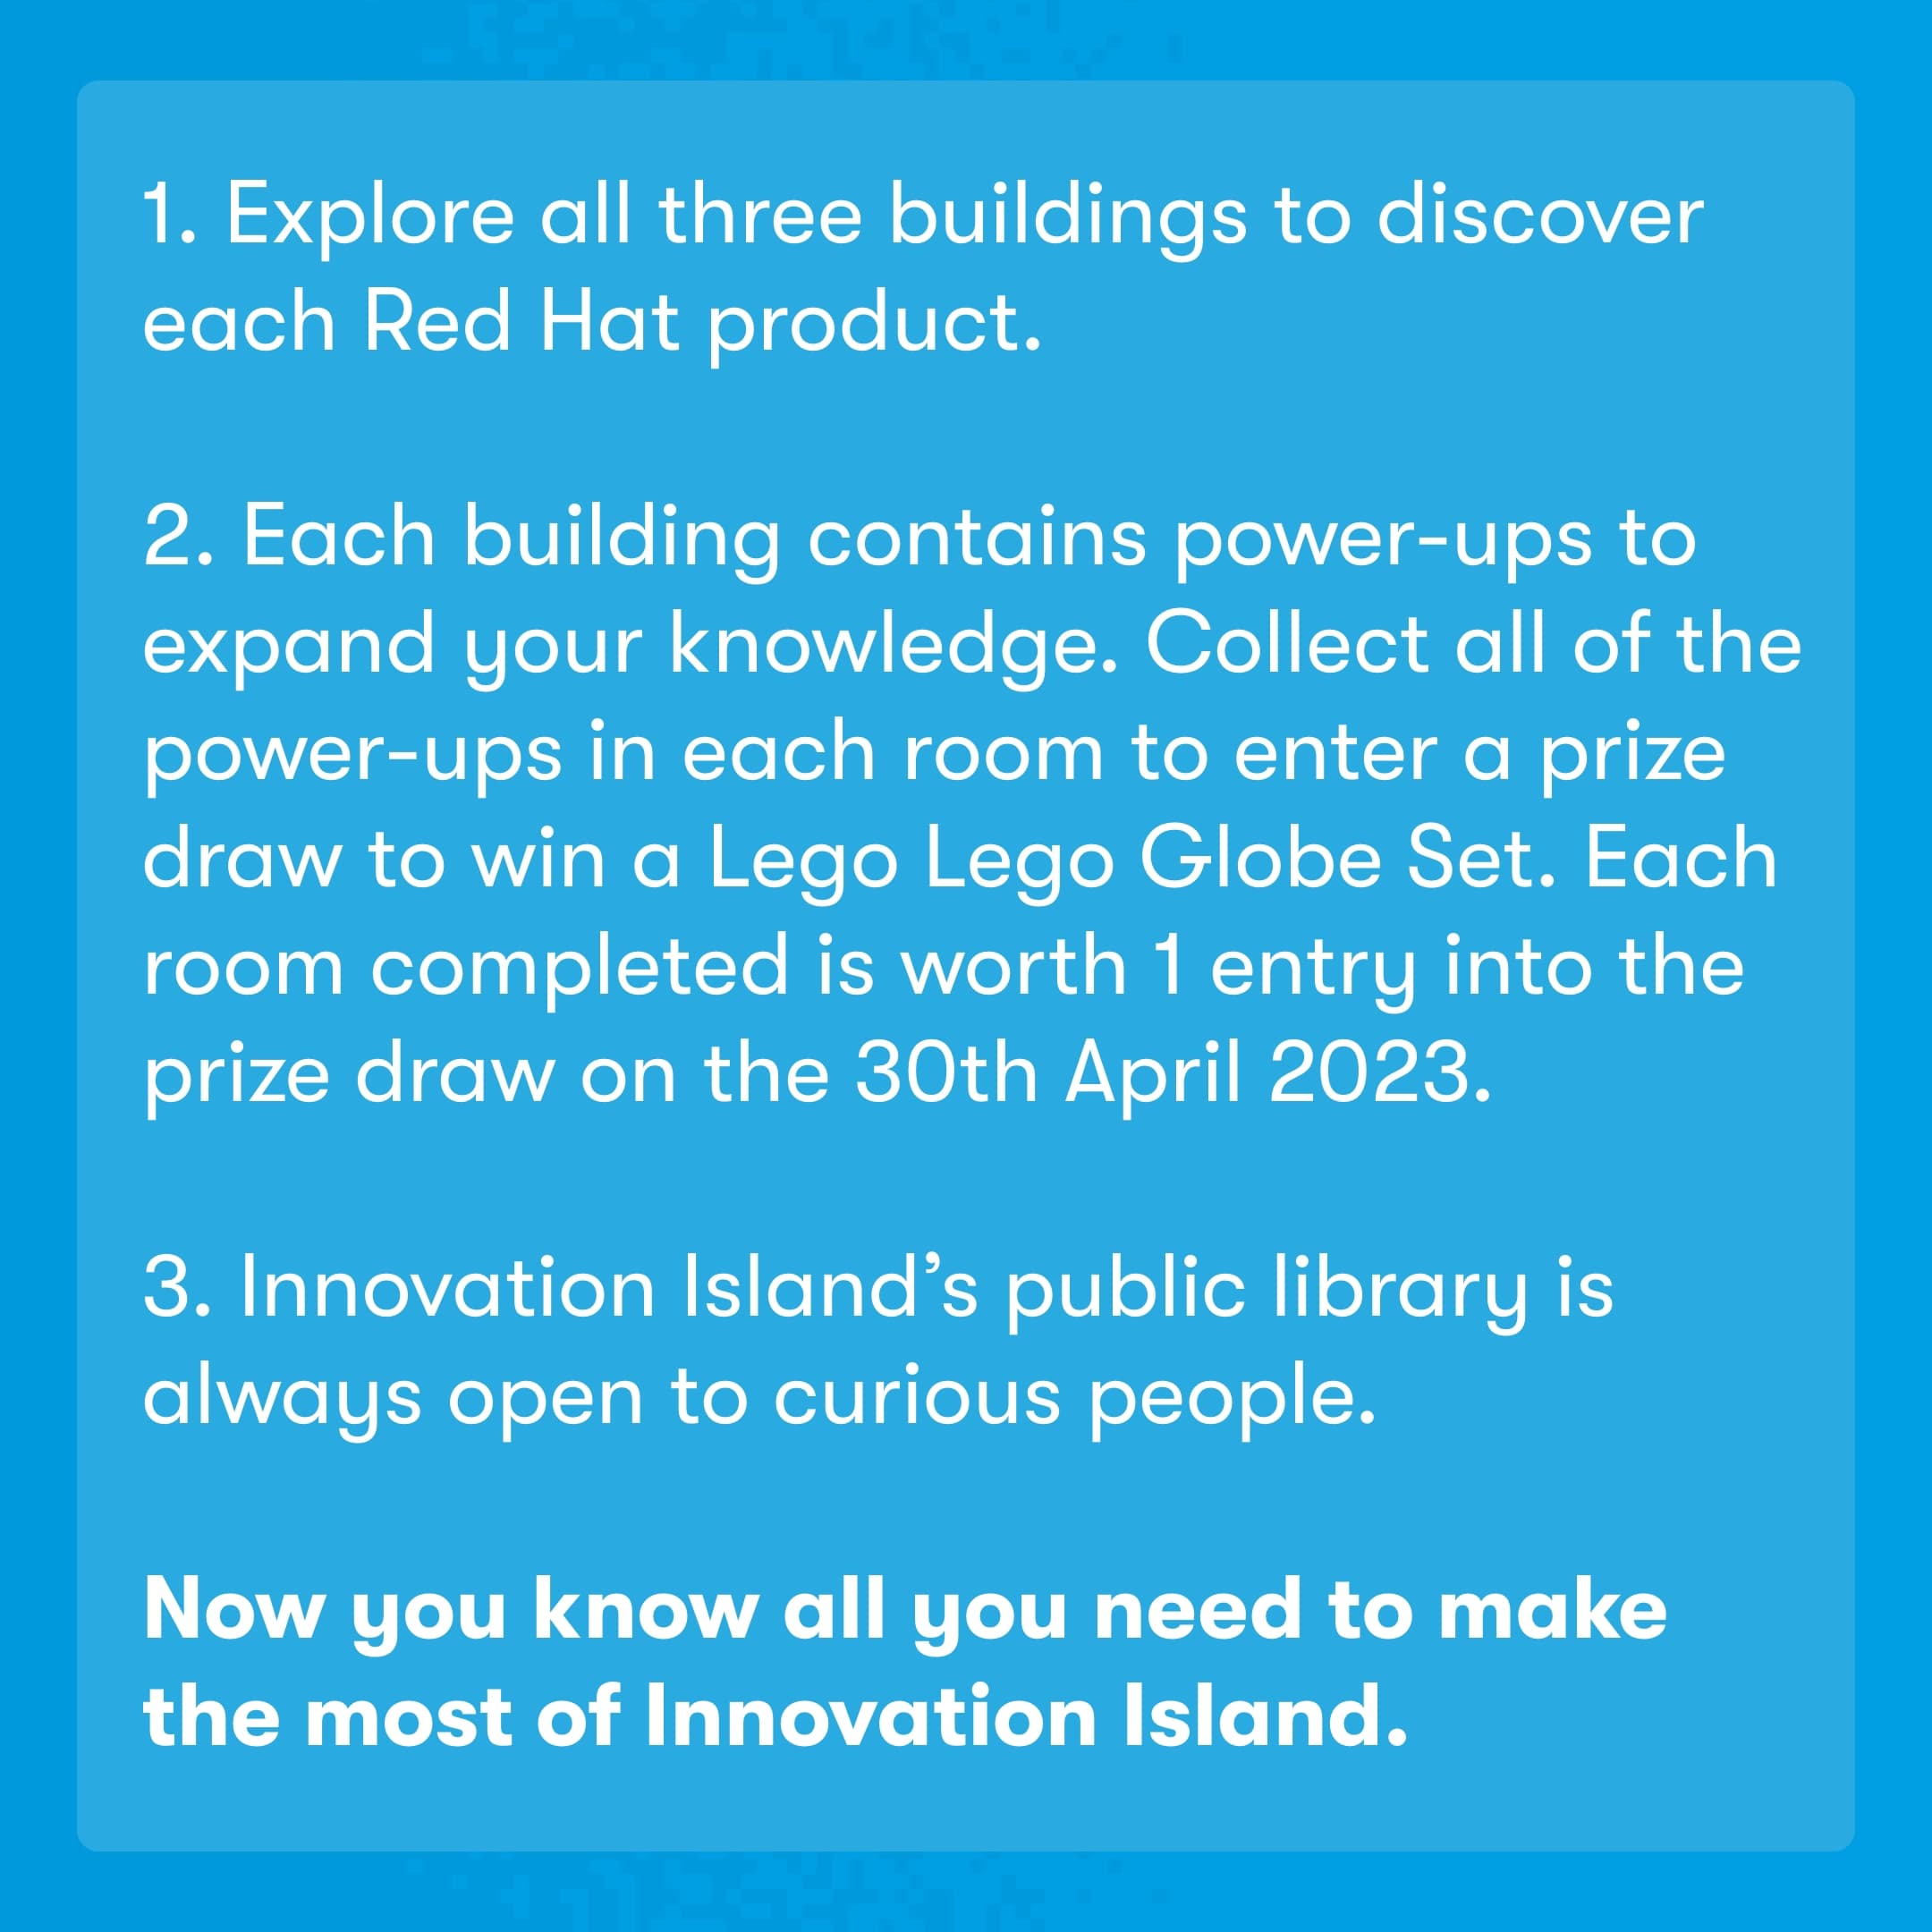 1. Explore all three buildings to discover
each Red Hat product.
2. Each building contains power-ups to
expand your knowledge. Collect all of the
power-ups in each room to enter a prize
draw to win a Lego Lego Globe Set. Each
room completed is worth 1 entry into the
prize draw on the 30th April 2023.
3. Innovation Island’s public library is
always open to curious people.
Now you know all you need to make
the most of Innovation Island.